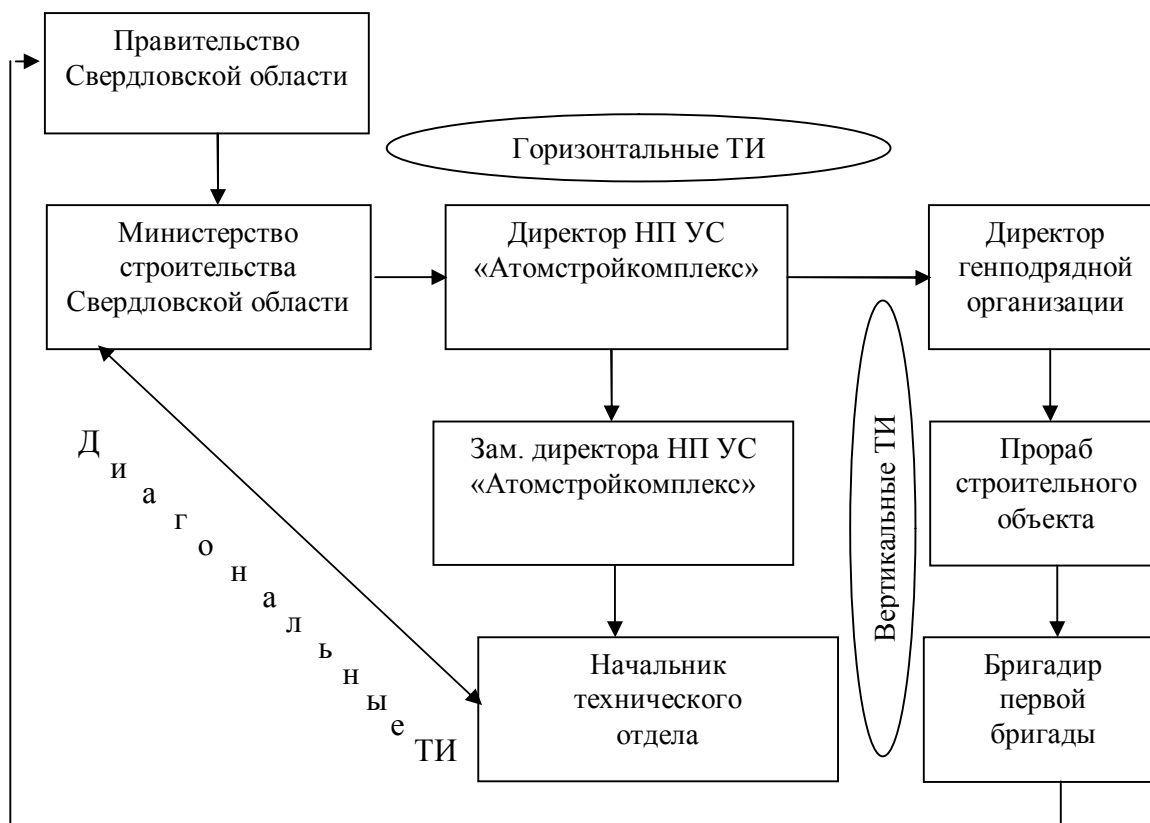 Правительство
Свердловской области
Горизонтальные ТИ
Министерство
строительства
Свердловской области
Директор НП УС
«Атомстройкомплекс»
Директор
генподрядной
организации
Диагональные ТИ
Зам. директора НП УС
«Атомстройкомплекс»
Вертикальные ТИ
Прораб
строительного
объекта
Начальник
технического
отдела
Бригадир
первой
бригады